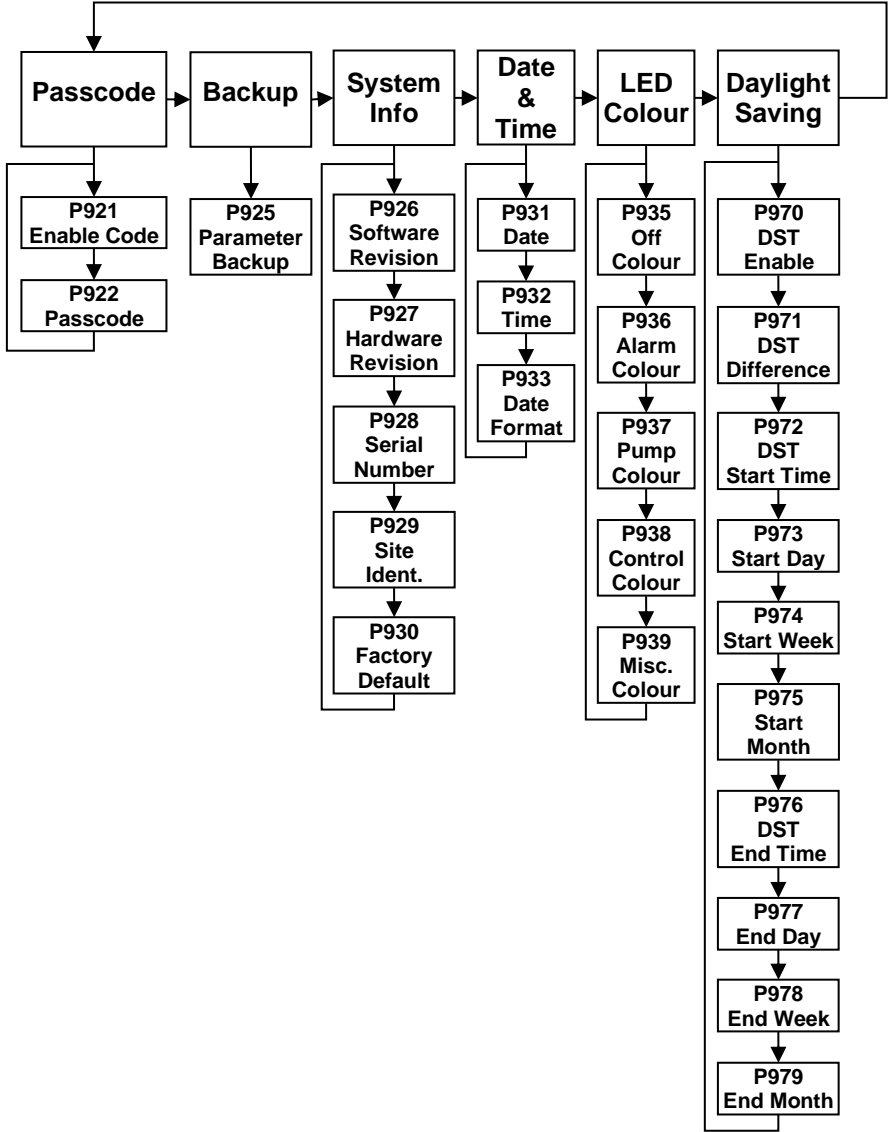 Passcode
Backup
System
Info
Date
&
Time
LED
Colour
Daylight
Saving
P921
Enable Code
P922
Passcode
P925
Parameter
Backup
P926
Software
Revision
P927
Hardware
Revision
P928
Serial
Number
P929
Site
Ident.
P930
Factory
Default
P931
Date
P932
Time
P933
Date
Format
P935
Off
Colour
P936
Alarm
Colour
P937
Pump
Colour
P938
Control
Colour
P939
Misc.
Colour
P970
DST
Enable
P971
DST
Difference
P972
DST
Start Time
P973
Start Day
P974
Start Week
P975
Start
Month
P976
DST
End Time
P977
End Day
P978
End Week
P979
End Month